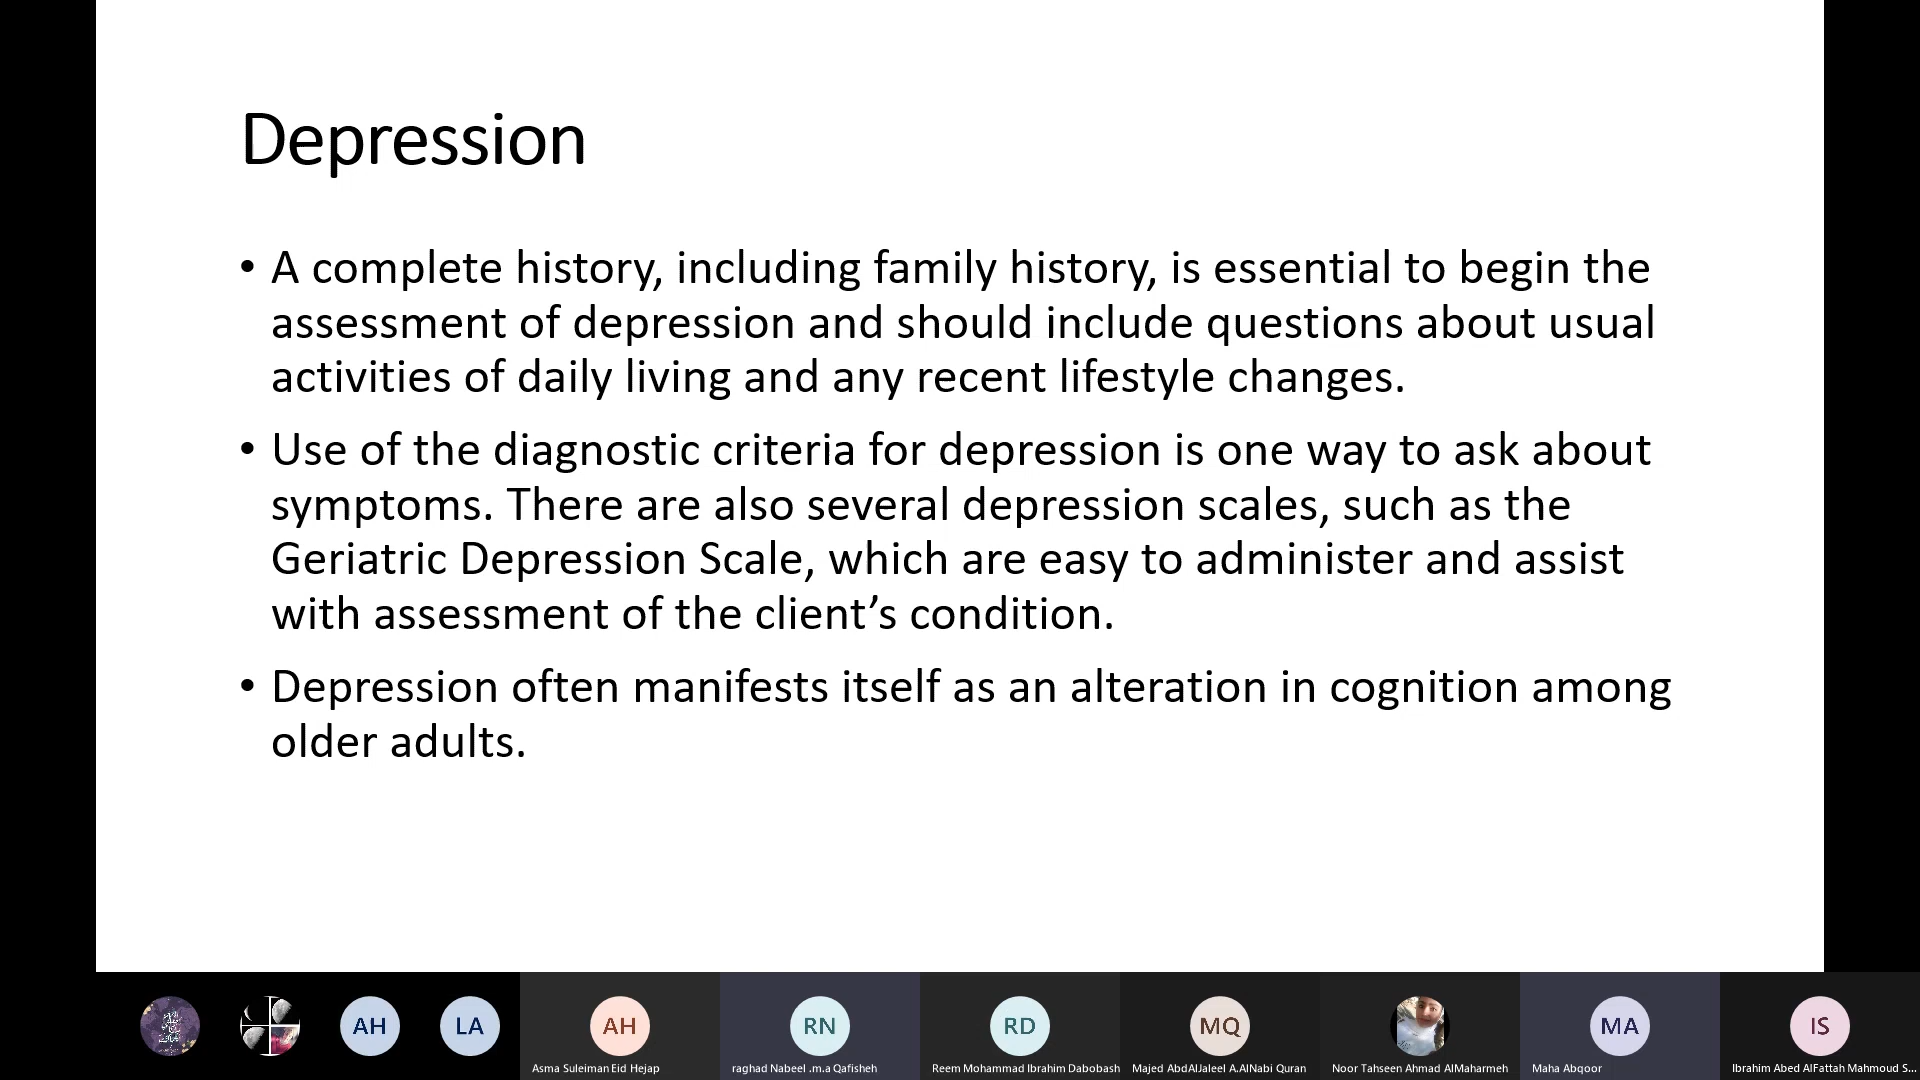 Depression
• A complete history, including family history, is essential to begin the
assessment of depression and should include questions about usual
activities of daily living and any recent lifestyle changes.
• Use of the diagnostic criteria for depression is one way to ask about
symptoms. There are also several depression scales, such as the
Geriatric Depression Scale, which are easy to administer and assist
with assessment of the client’s condition.
• Depression often manifests itself as an alteration in cognition among
older adults.
AH LA AH RN RD MQ MA IS
Asma Suleiman Eid Hejap raghad Nabeel .m.a Qafisheh Reem Mohammad Ibrahim Dabobash Majed AbdAlJaleel A.AlNabi Quran Noor Tahseen Ahmad AlMaharmeh Maha Abqoor Ibrahim Abed AlFattah Mahmoud S...